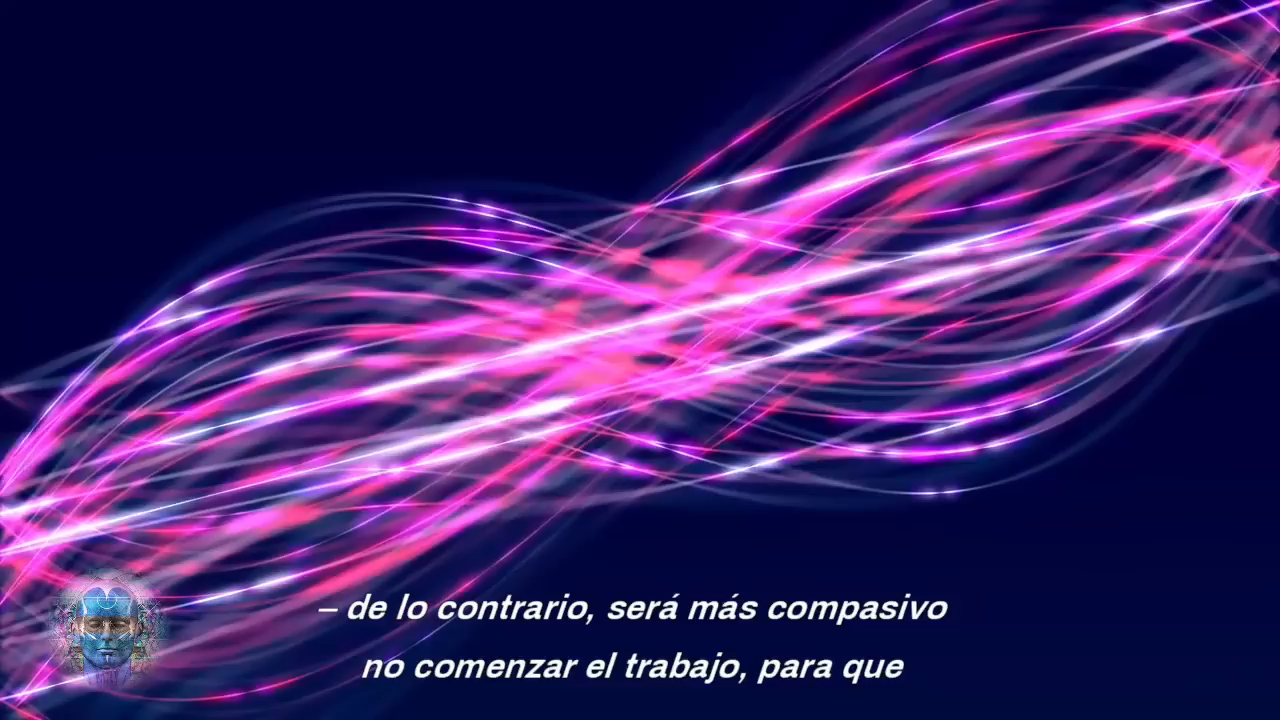 – de lo contrario, será más compasivo
no comenzar el trabajo, para que